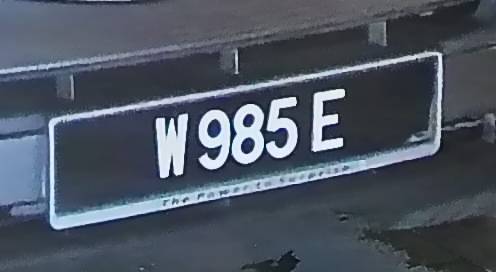 W 985 E
The Power to Surprise